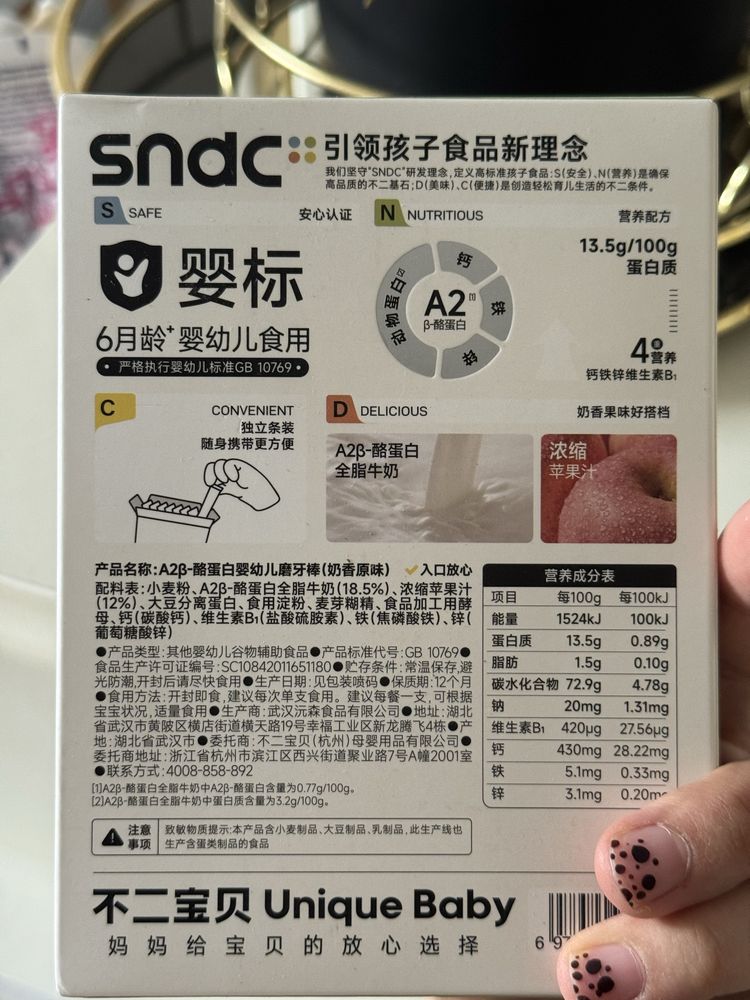 sndc 引领孩子食品新理念
我们坚守“SNDC”研发理念,定义高标准孩子食品:S(安全)、N(营养)是确保
高品质的不二基石;D(美味)、C(便捷)是创造轻松育儿生活的不二条件。
S SAFE 安心认证
婴标
6月龄+ 婴幼儿食用
• 严格执行婴幼儿标准GB 10769 •
N NUTRITIOUS 营养配方
动物蛋白[2]
钙
铁
锌
A2[1]
β-酪蛋白
13.5g/100g
蛋白质
4重营养
钙铁锌维生素B₁
C CONVENIENT
独立条装
随身携带更方便
D DELICIOUS 奶香果味好搭档
A2β-酪蛋白
全脂牛奶
浓缩
苹果汁
产品名称:A2β-酪蛋白婴幼儿磨牙棒(奶香原味) 入口放心
配料表:小麦粉、A2β-酪蛋白全脂牛奶(18.5%)、浓缩苹果汁
(12%)、大豆分离蛋白、食用淀粉、麦芽糊精、食品加工用酵
母、钙(碳酸钙)、维生素B₁(盐酸硫胺素)、铁(焦磷酸铁)、锌(
葡萄糖酸锌)
●产品类型:其他婴幼儿谷物辅助食品●产品标准代号:GB 10769●
食品生产许可证编号:SC10842011651180●贮存条件:常温保存,避
光防潮,开封后请尽快食用●生产日期:见包装喷码●保质期:12个月
●食用方法:开封即食,建议每次单支食用。建议每餐一支,可根据
宝宝状况,适量食用●生产商:武汉沅森食品有限公司●地址:湖北
省武汉市黄陂区横店街道横天路19号幸福工业区新龙腾飞4栋●产
地:湖北省武汉市●委托商:不二宝贝(杭州)母婴用品有限公司●
委托商地址:浙江省杭州市滨江区西兴街道聚业路7号A幢2001室
●联系方式:4008-858-892
[1]A2β-酪蛋白全脂牛奶中A2β-酪蛋白含量为0.77g/100g。
[2]A2β-酪蛋白全脂牛奶中蛋白质含量为3.2g/100g。
营养成分表
项目 每100g 每100kJ
能量 1524kJ 100kJ
蛋白质 13.5g 0.89g
脂肪 1.5g 0.10g
碳水化合物 72.9g 4.78g
钠 20mg 1.31mg
维生素B₁ 420μg 27.56μg
钙 430mg 28.22mg
铁 5.1mg 0.33mg
锌 3.1mg 0.20mg
注意
事项
致敏物质提示:本产品含小麦制品、大豆制品、乳制品,此生产线也
生产含蛋类制品的食品
不二宝贝 Unique Baby
妈妈给宝贝的放心选择
6 97